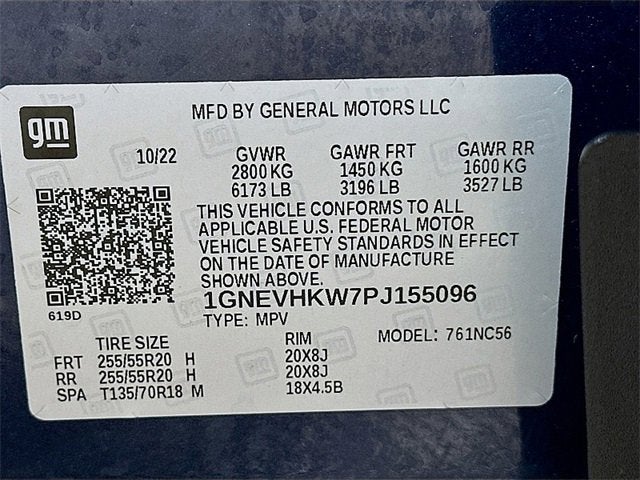 gm
MFD BY GENERAL MOTORS LLC
10/22 GVWR GAWR FRT GAWR RR
2800 KG 1450 KG 1600 KG
6173 LB 3196 LB 3527 LB
THIS VEHICLE CONFORMS TO ALL
APPLICABLE U.S. FEDERAL MOTOR
VEHICLE SAFETY STANDARDS IN EFFECT
ON THE DATE OF MANUFACTURE
SHOWN ABOVE.
619D
1GNEVHKW7PJ155096
TYPE: MPV MODEL: 761NC56
TIRE SIZE RIM
FRT 255/55R20 H 20X8J
RR 255/55R20 H 20X8J
SPA T135/70R18 M 18X4.5B